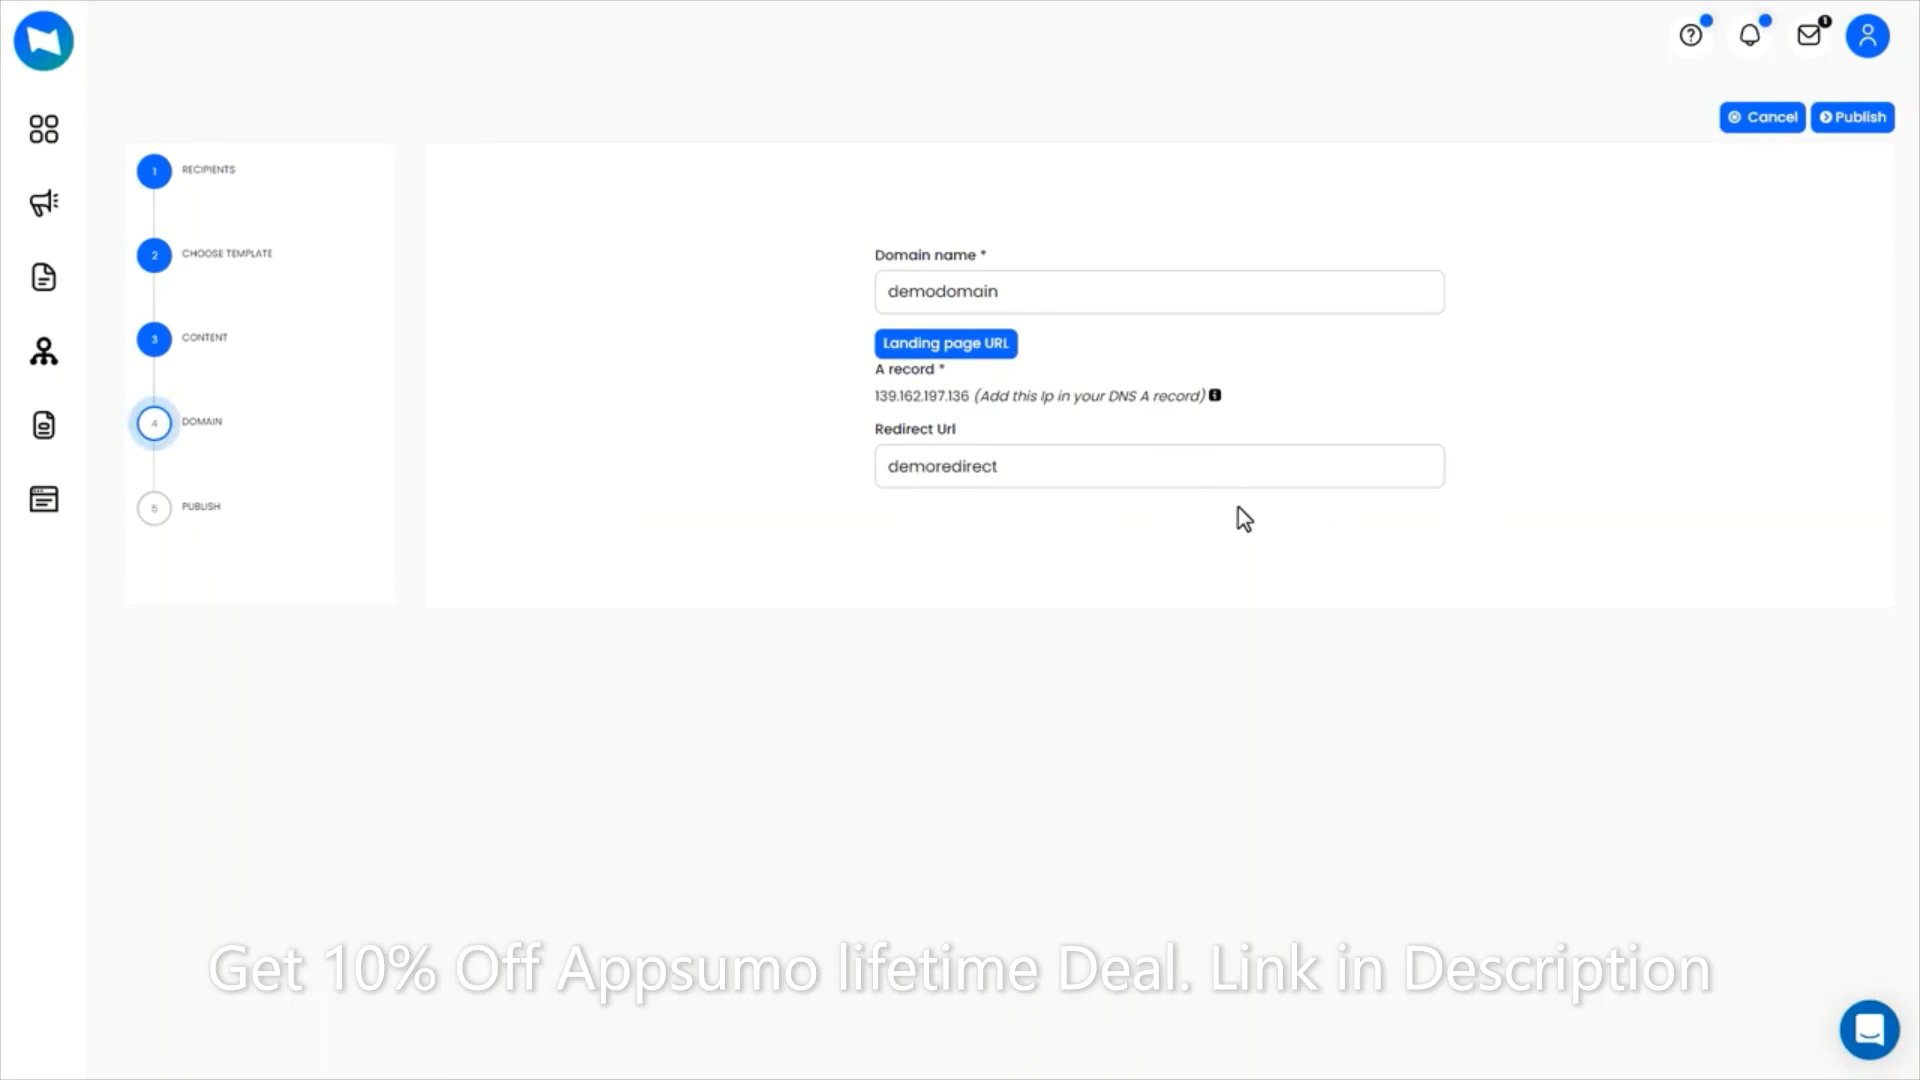 1
Cancel
Publish
1 RECIPIENTS
2 CHOOSE TEMPLATE
3 CONTENT
4 DOMAIN
5 PUBLISH
Domain name *
demodomain
Landing page URL
A record *
139.162.197.136 (Add this Ip in your DNS A record)
Redirect Url
demoredirect
Get 10% Off Appsumo lifetime Deal. Link in Description